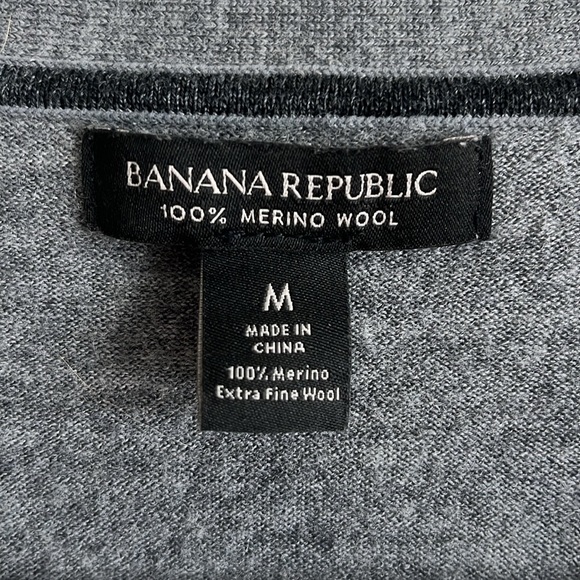 BANANA REPUBLIC
100% MERINO WOOL
M
MADE IN
CHINA
100% Merino
Extra Fine Wool